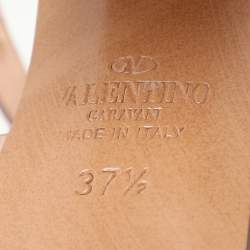 V
VALENTINO
GARAVANI
MADE IN ITALY
37½